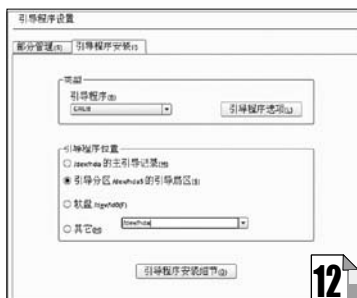 引导程序设置
部分管理(S) 引导程序安装(I)
类型
引导程序(B)
GRUB
引导程序选项(L)
引导程序位置
/dev/hda 的主引导记录(M)
引导分区 /dev/hda5 的引导扇区(S)
软盘 /dev/fd0(F)
其它(H) /dev/hda
引导程序安装细节(D)
12